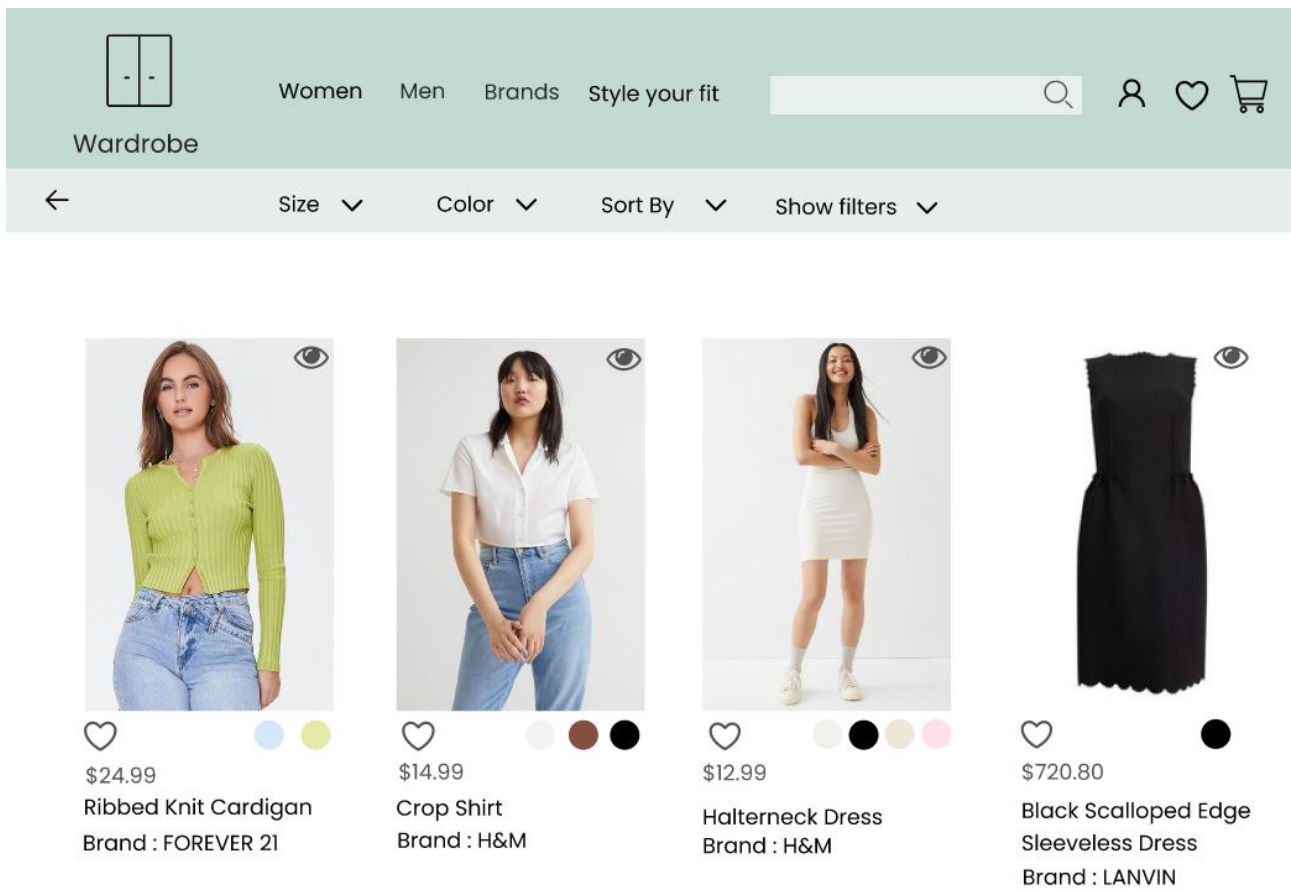 Wardrobe
Women Men Brands Style your fit
Size Color Sort By Show filters
$24.99
Ribbed Knit Cardigan
Brand : FOREVER 21
$14.99
Crop Shirt
Brand : H&M
$12.99
Halterneck Dress
Brand : H&M
$720.80
Black Scalloped Edge
Sleeveless Dress
Brand : LANVIN